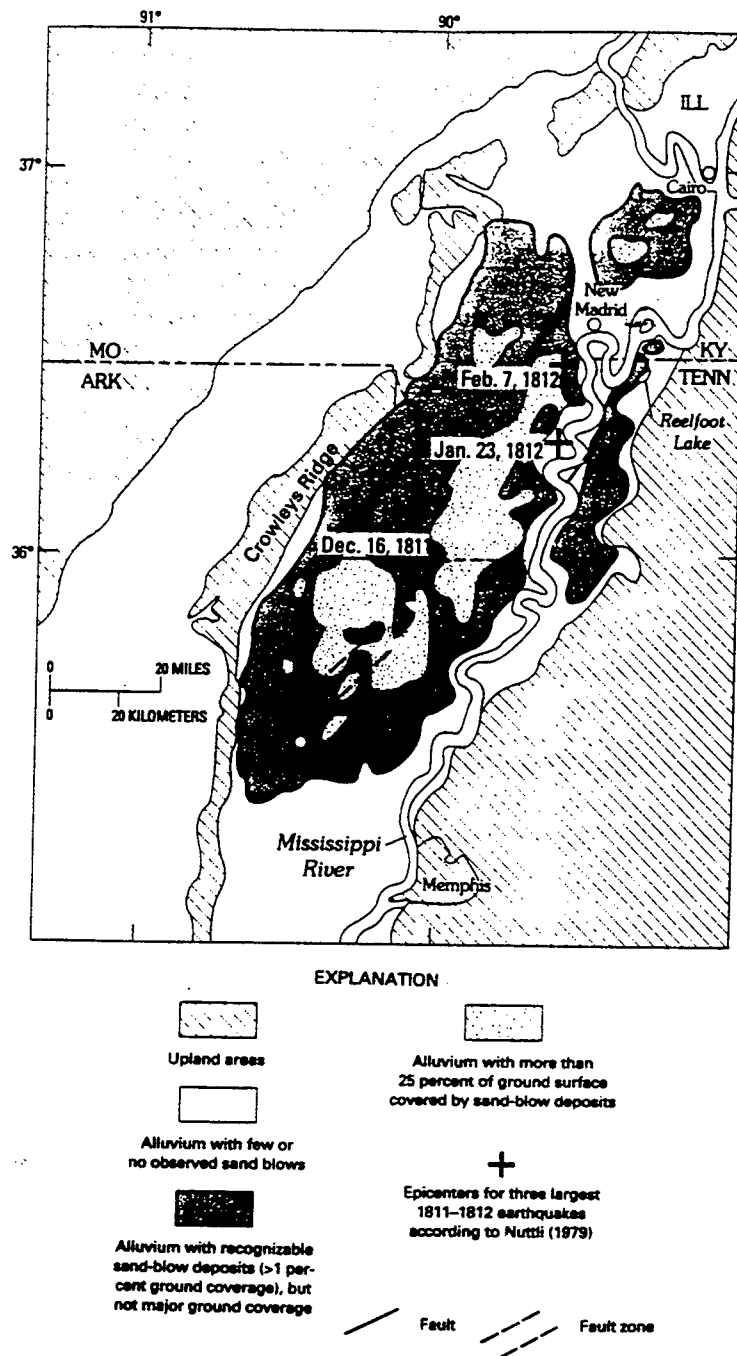 91°
90°
ILL
37°
Cairo
New
Madrid
MO
ARK
KY
TENN
Feb. 7, 1812
Reelfoot
Lake
Jan. 23, 1812
Crowleys Ridge
36°
Dec. 16, 1811
0 20 MILES
0 20 KILOMETERS
Mississippi
River
Memphis
EXPLANATION
Upland areas
Alluvium with few or
no observed sand blows
Alluvium with recognizable
sand-blow deposits (>1 per-
cent ground coverage), but
not major ground coverage
Alluvium with more than
25 percent of ground surface
covered by sand-blow deposits
Epicenters for three largest
1811–1812 earthquakes
according to Nuttli (1979)
Fault
Fault zone